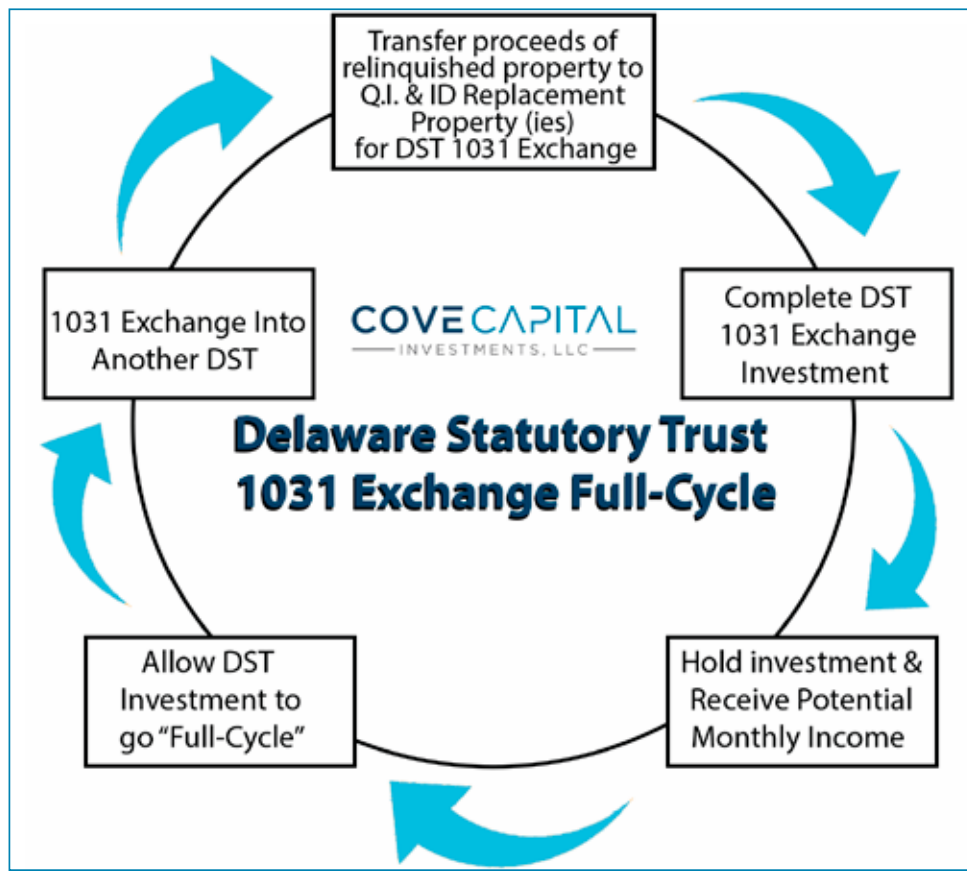 Transfer proceeds of
relinquished property to
Q.I. & ID Replacement
Property (ies)
for DST 1031 Exchange
1031 Exchange Into
Another DST
COVE CAPITAL
INVESTMENTS, LLC
Complete DST
1031 Exchange
Investment
Delaware Statutory Trust
1031 Exchange Full-Cycle
Allow DST
Investment to
go “Full-Cycle”
Hold investment &
Receive Potential
Monthly Income